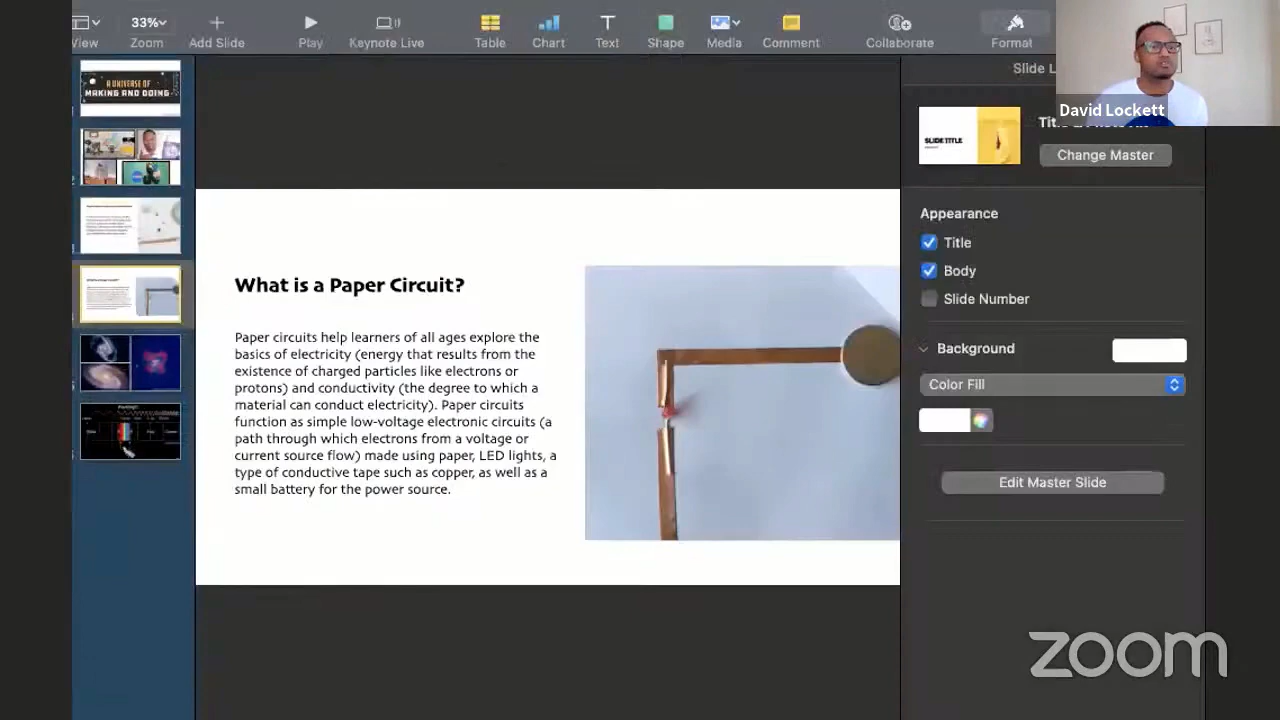 View
33%
Zoom
Add Slide
Play
Keynote Live
Table
Chart
T
Text
Shape
Media
Comment
Collaborate
Format
David Lockett
A UNIVERSE OF
MAKING AND DOING
What is a Paper Circuit?
Paper circuits help learners of all ages explore the
basics of electricity (energy that results from the
existence of charged particles like electrons or
protons) and conductivity (the degree to which a
material can conduct electricity). Paper circuits
function as simple low-voltage electronic circuits (a
path through which electrons from a voltage or
current source flow) made using paper, LED lights, a
type of conductive tape such as copper, as well as a
small battery for the power source.
Slide L
SLIDE TITLE
Change Master
Appearance
Title
Body
Slide Number
Background
Color Fill
Edit Master Slide
zoom